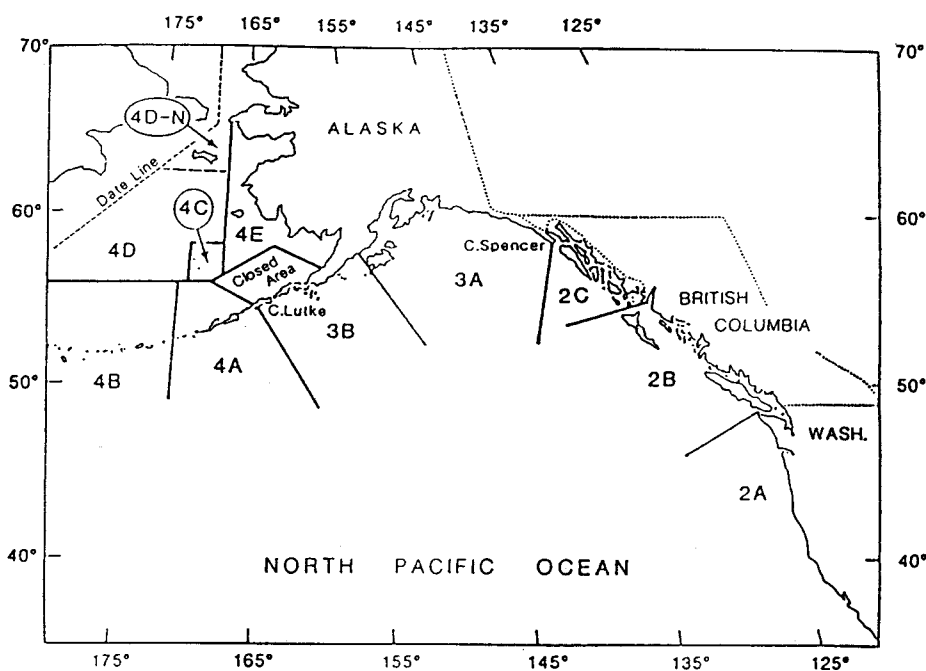 175° 165° 155° 145° 135° 125°
70° 70°
4D-N
ALASKA
Date Line
4C
60° 60°
4E
C.Spencer
4D
Closed
Area
3A
2C
BRITISH
C.Lutke
3B
COLUMBIA
4B 4A
50° 2B 50°
WASH.
2A
40° 40°
NORTH PACIFIC OCEAN
175° 165° 155° 145° 135° 125°